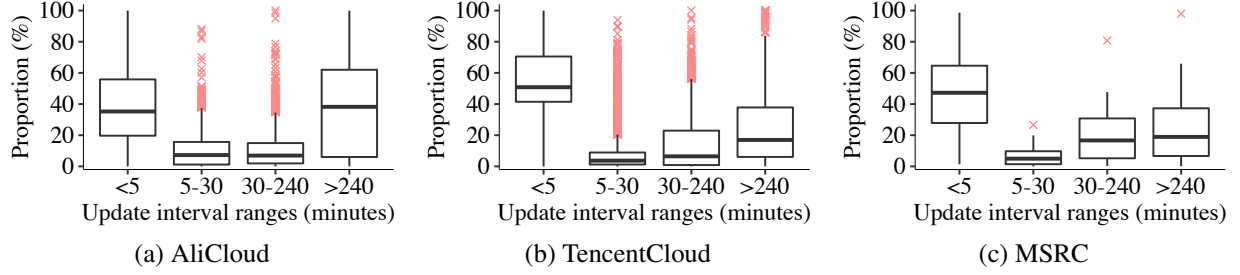 Proportion (%)
100
80
60
40
20
0
<5 5-30 30-240 >240
Update interval ranges (minutes)
(a) AliCloud
Proportion (%)
100
80
60
40
20
0
<5 5-30 30-240 >240
Update interval ranges (minutes)
(b) TencentCloud
Proportion (%)
100
80
60
40
20
0
<5 5-30 30-240 >240
Update interval ranges (minutes)
(c) MSRC